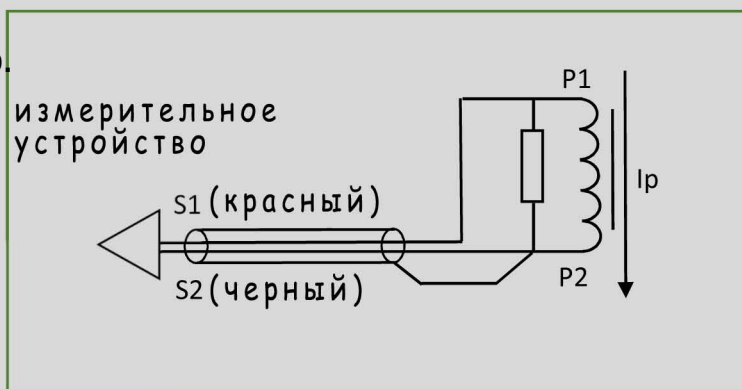 P1
измерительное
устройство
Ip
S1 (красный)
P2
S2 (черный)